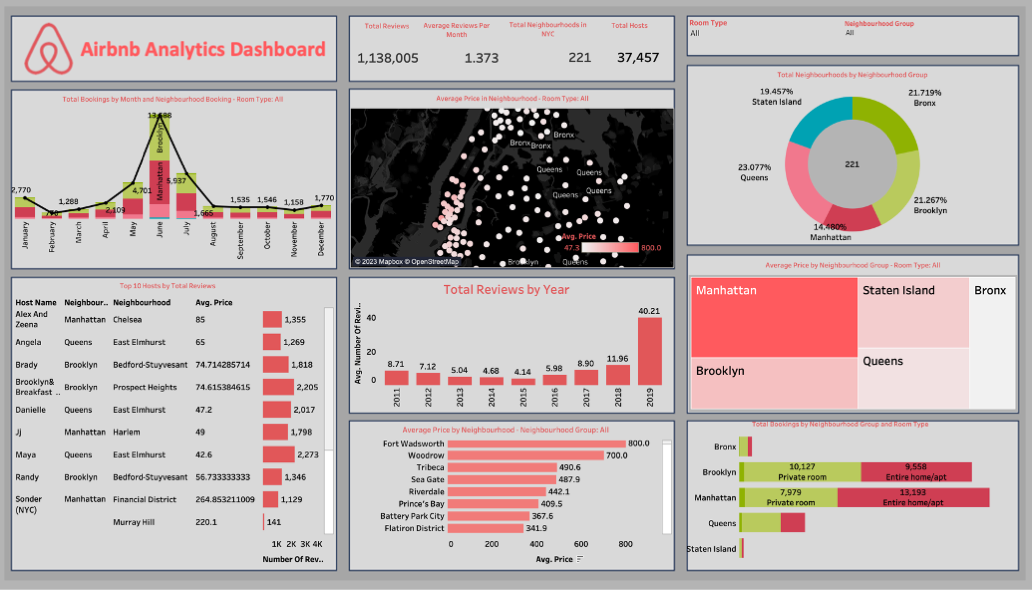 Airbnb Analytics Dashboard
Total Reviews
Average Reviews Per
Month
Total Neighbourhoods in
NYC
Total Hosts
1,138,005
1.373
221
37,457
Room Type
All
Neighbourhood Group
All
Total Bookings by Month and Neighbourhood Booking - Room Type: All
2,770
1,288
2,109
4,701
Manhattan
Brooklyn
5,937
1,665
1,535
1,546
1,158
1,770
January
February
March
April
May
June
July
August
September
October
November
December
Average Price in Neighbourhood - Room Type: All
Bronx
Bronx
Bronx
Queens
Queens
Queens
Queens
Avg. Price
47.3
800.0
Brooklyn
Queens
© 2023 Mapbox © OpenStreetMap
Total Neighborhoods by Neighbourhood Group
19.457%
Staten Island
21.719%
Bronx
23.077%
Queens
221
21.267%
Brooklyn
14.480%
Manhattan
Top 10 Hosts by Total Reviews
Host Name Neighbour.. Neighbourhood Avg. Price
Alex And
Zeena Manhattan Chelsea 85 1,355
Angela Queens East Elmhurst 65 1,269
Brady Brooklyn Bedford-Stuyvesant 74.714285714 1,818
Brooklyn&
Breakfast .. Brooklyn Prospect Heights 74.615384615 2,205
Danielle Queens East Elmhurst 47.2 2,017
Jj Manhattan Harlem 49 1,798
Maya Queens East Elmhurst 42.6 2,273
Randy Brooklyn Bedford-Stuyvesant 56.733333333 1,346
Sonder
(NYC) Manhattan Financial District 264.853211009 1,129
Murray Hill 220.1 141
1K 2K 3K 4K
Number Of Rev..
Total Reviews by Year
Avg. Number Of Revi..
40
20
0
8.71
7.12
5.04
4.68
4.14
5.98
8.90
11.96
40.21
2011
2012
2013
2014
2015
2016
2017
2018
2019
Average Price by Neighbourhood Group - Room Type: All
Manhattan
Staten Island
Bronx
Brooklyn
Queens
Average Price by Neighbourhood - Neighbourhood Group: All
Fort Wadsworth 800.0
Woodrow 700.0
Tribeca 490.6
Sea Gate 487.9
Riverdale 442.1
Prince's Bay 409.5
Battery Park City 367.6
Flatiron District 341.9
0 200 400 600 800
Avg. Price
Total Bookings by Neighbourhood Group and Room Type
Bronx
Brooklyn
10,127
Private room
9,558
Entire home/apt
Manhattan
7,979
Private room
13,193
Entire home/apt
Queens
Staten Island